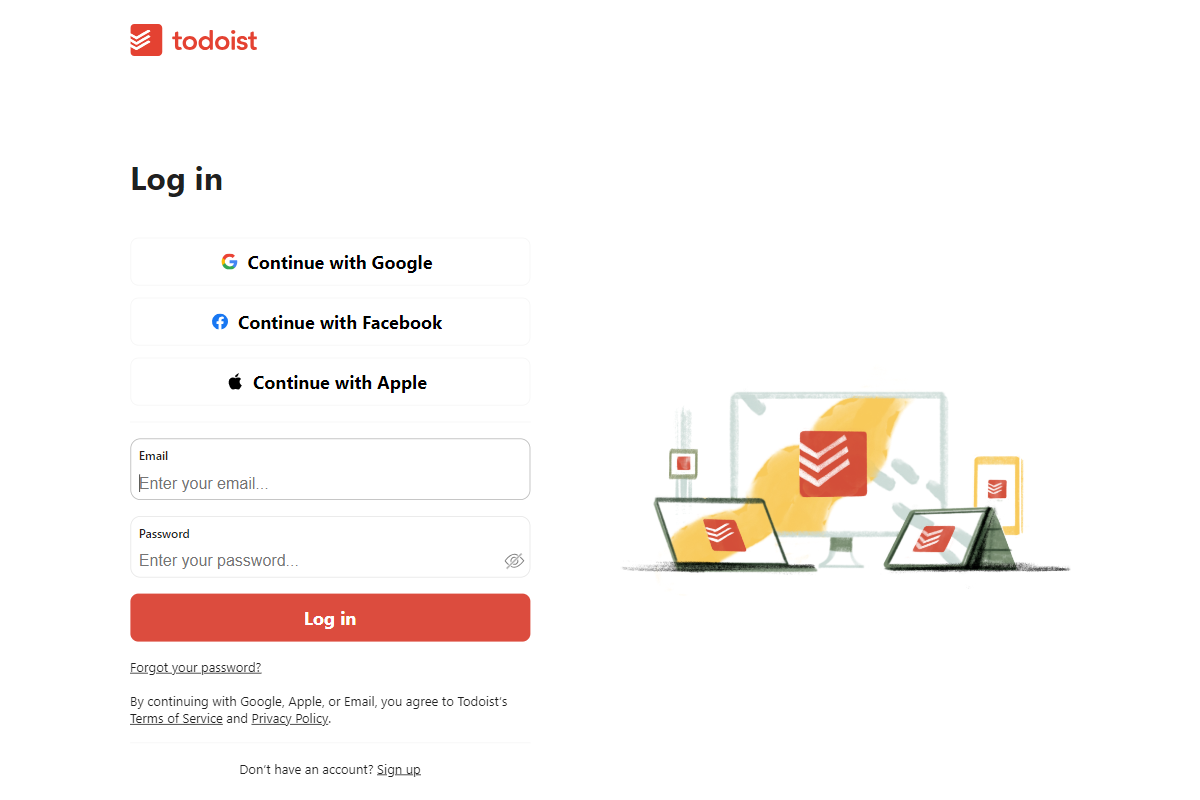 todoist
Log in
Continue with Google
Continue with Facebook
Continue with Apple
Email
Enter your email...
Password
Enter your password...
Log in
Forgot your password?
By continuing with Google, Apple, or Email, you agree to Todoist’s
Terms of Service and Privacy Policy.
Don’t have an account? Sign up